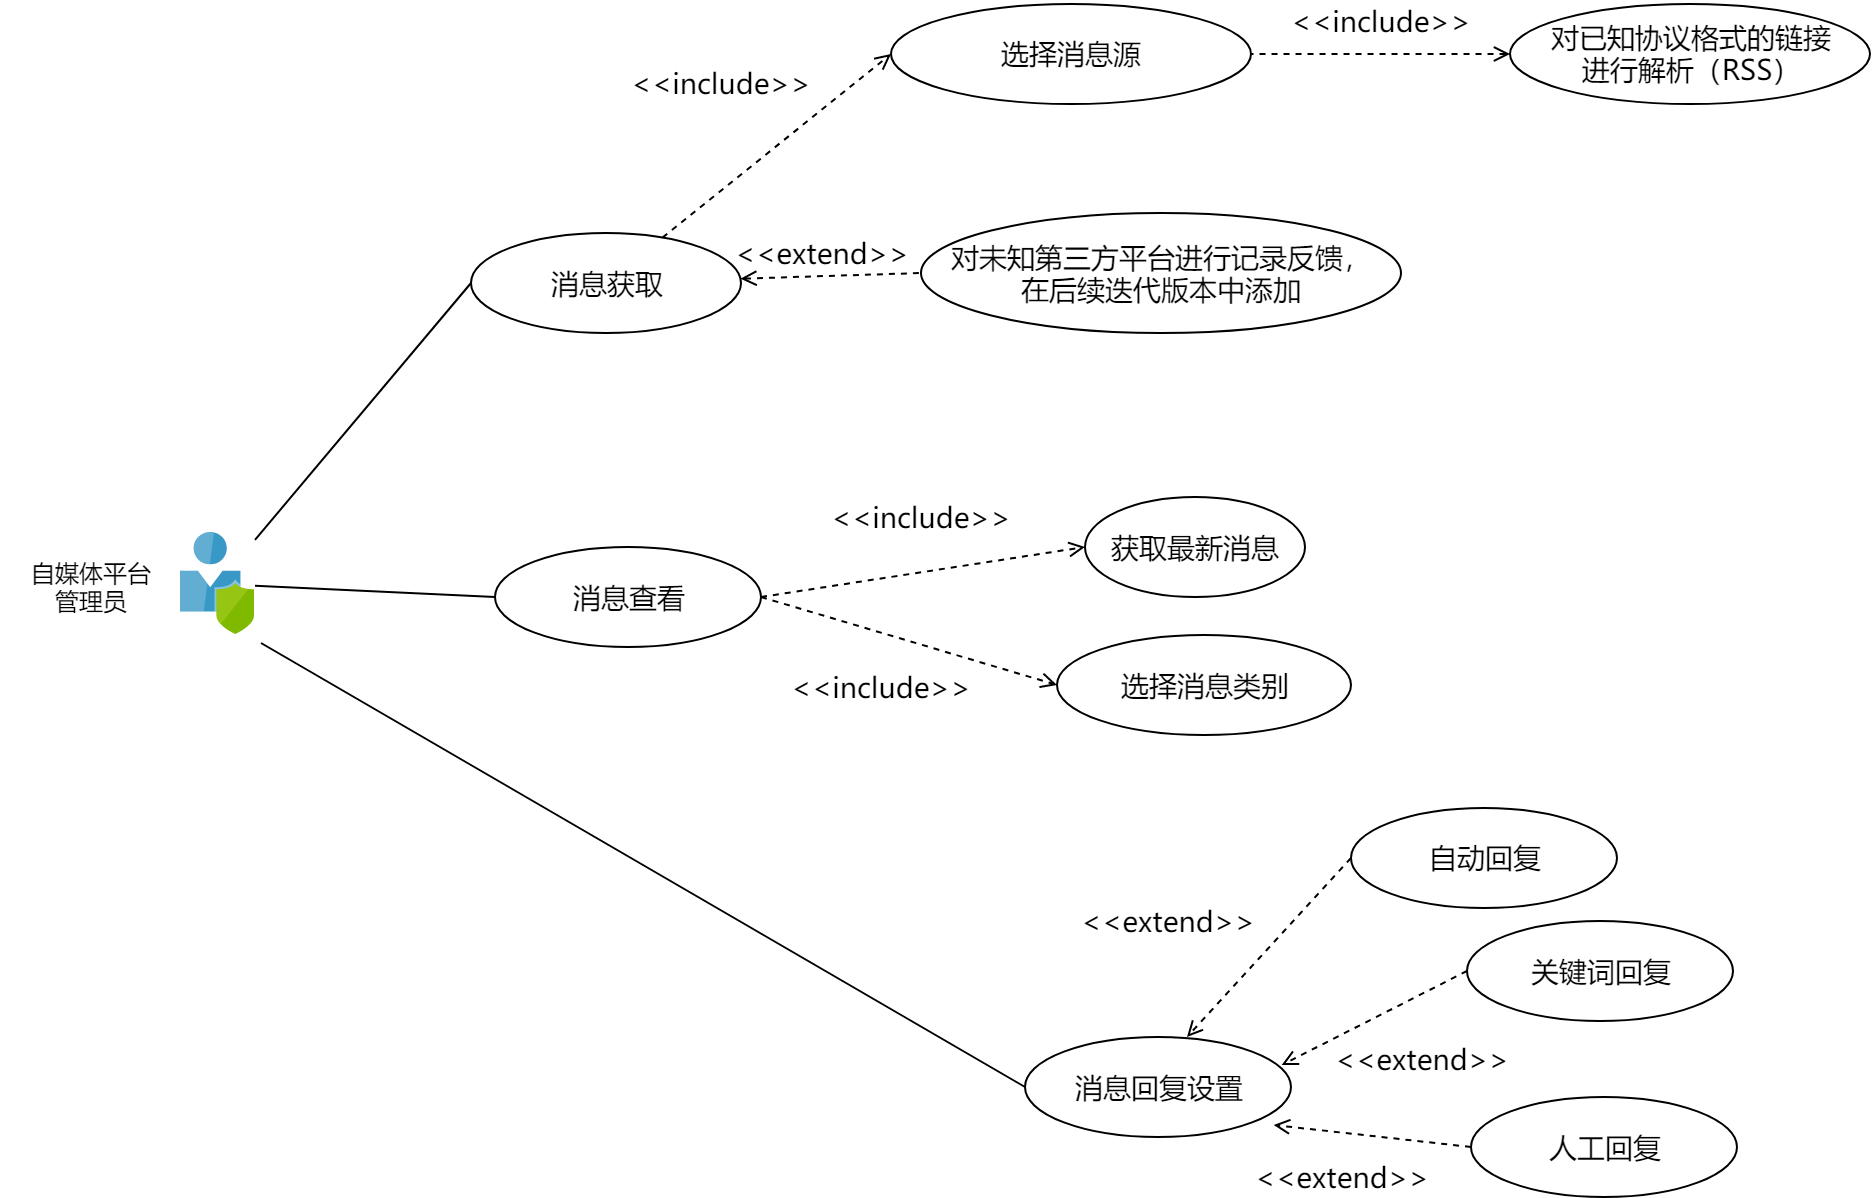 <<include>>
选择消息源
对已知协议格式的链接
进行解析（RSS）
<<include>>
<<extend>>
消息获取
对未知第三方平台进行记录反馈，
在后续迭代版本中添加
<<include>>
获取最新消息
自媒体平台
管理员
消息查看
<<include>>
选择消息类别
自动回复
<<extend>>
关键词回复
<<extend>>
消息回复设置
人工回复
<<extend>>